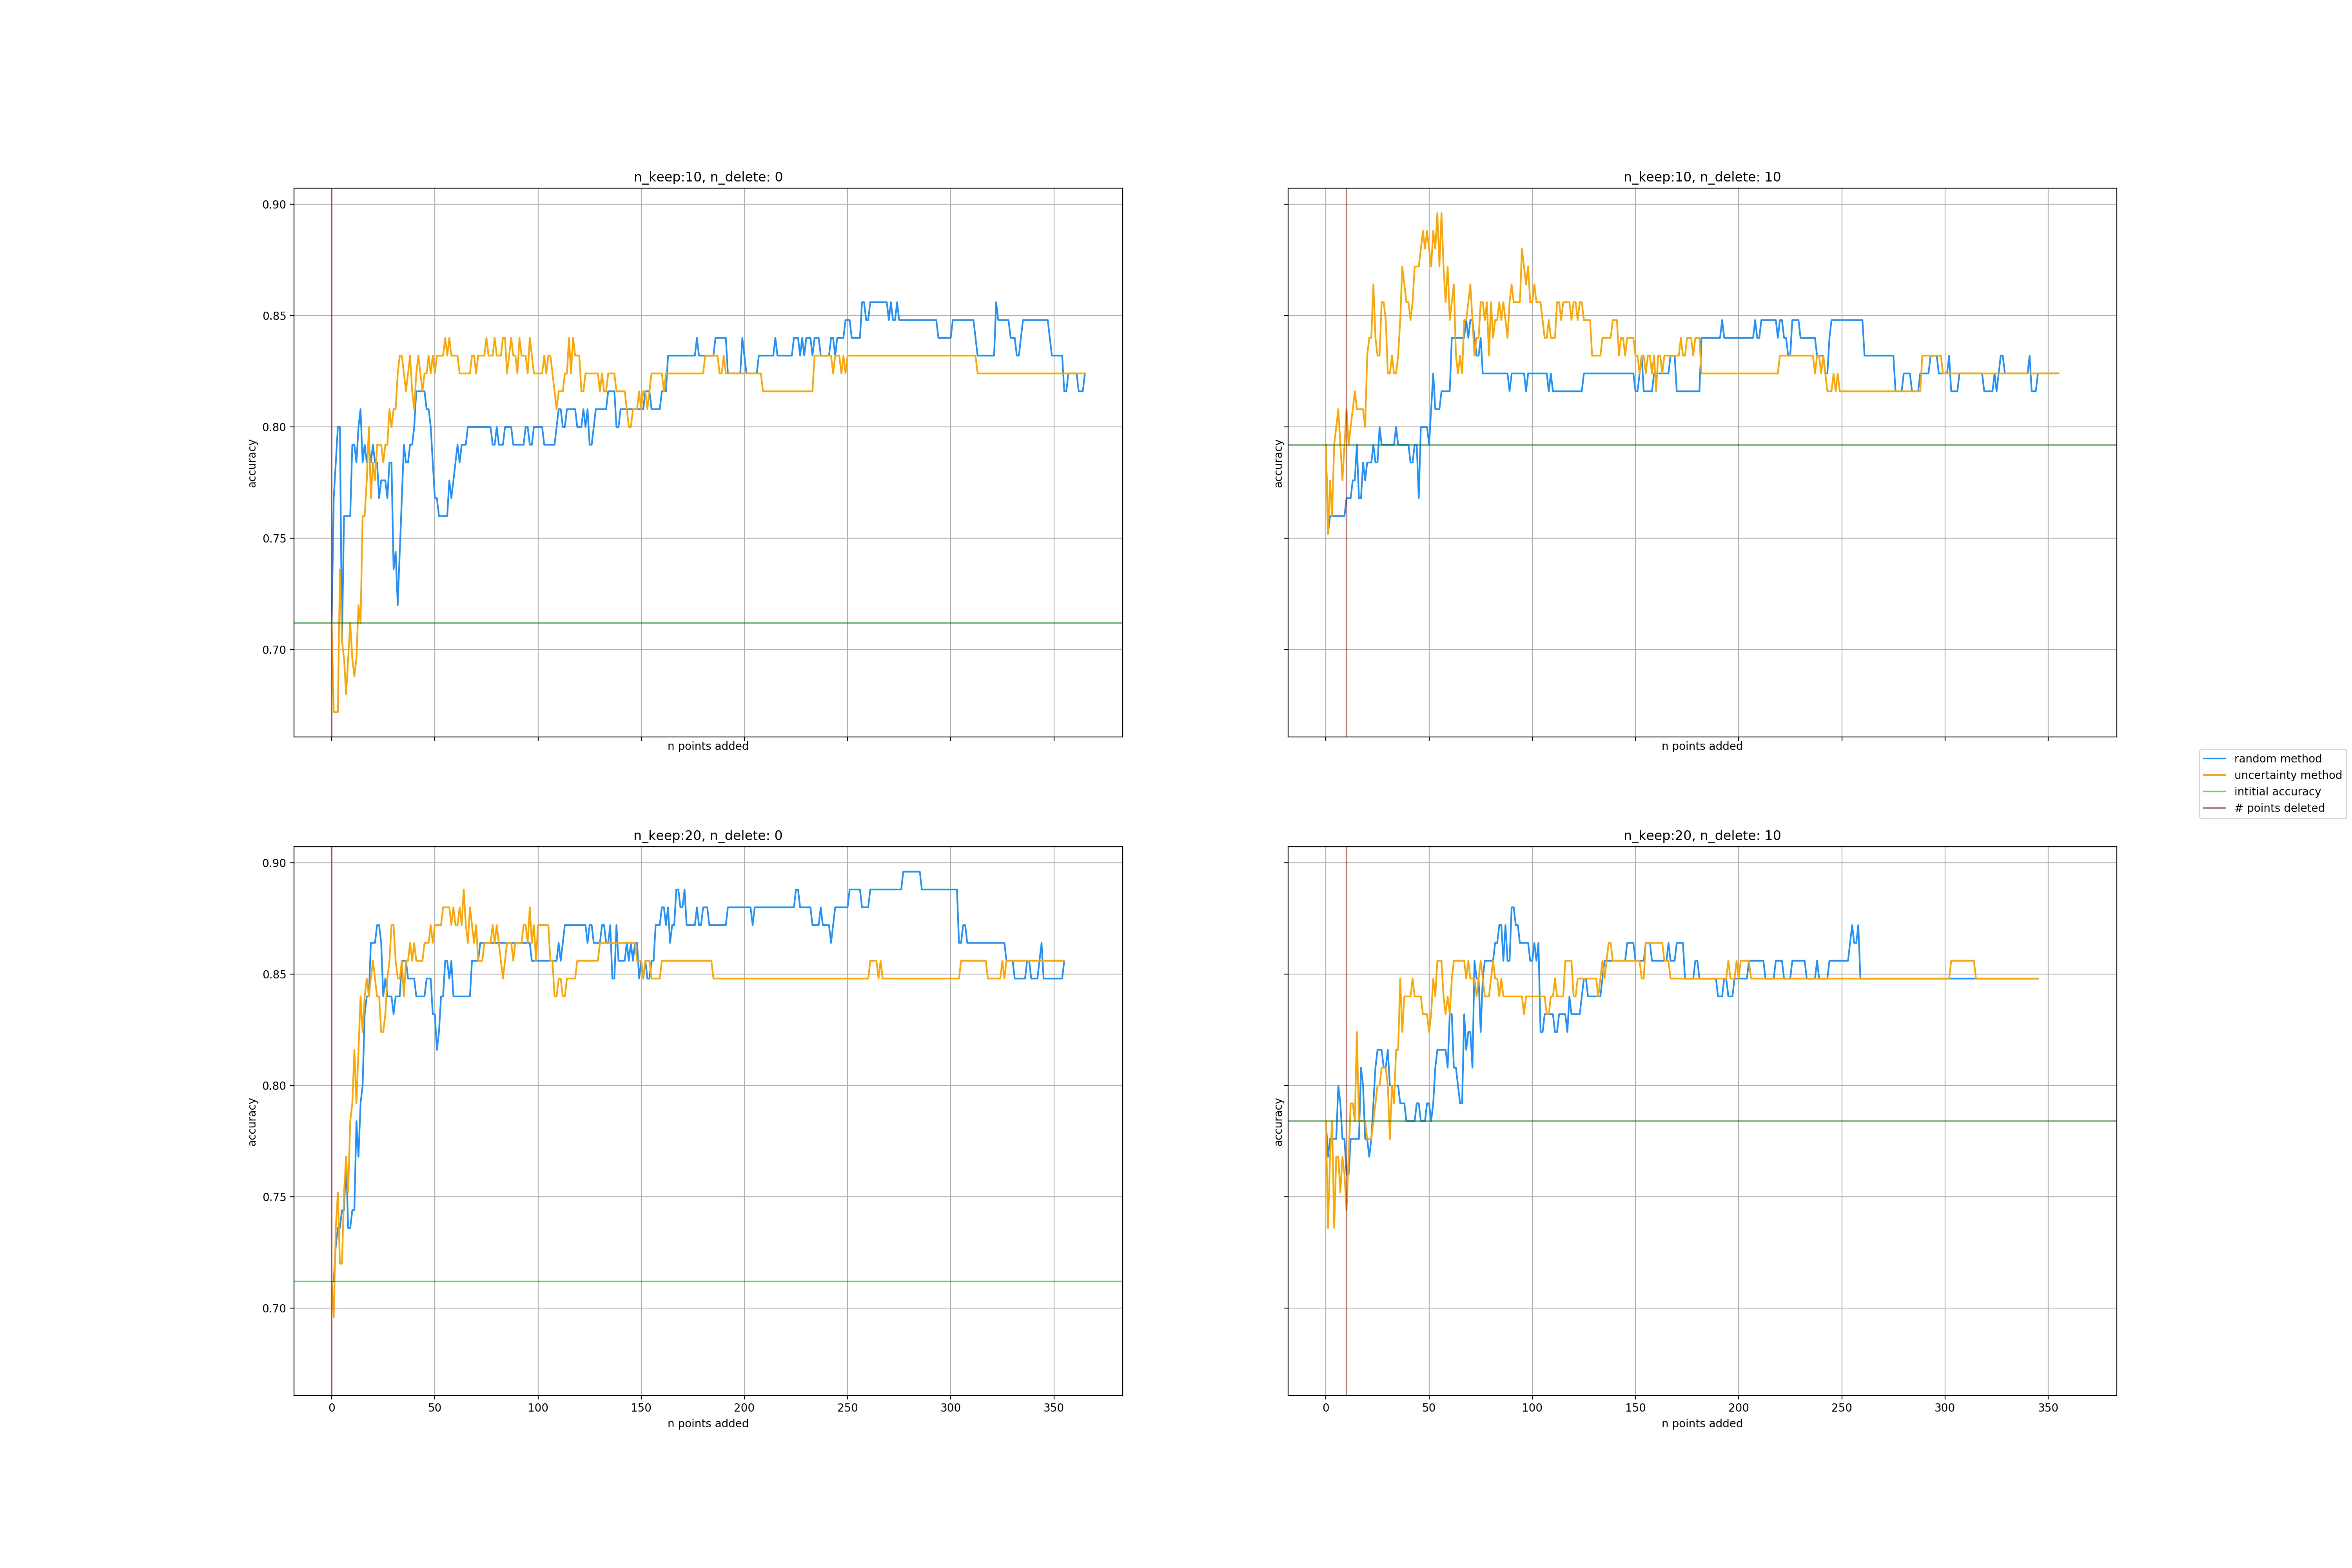 n_keep:10, n_delete: 0
0.90
0.85
0.80
0.75
0.70
accuracy
n points added
n_keep:10, n_delete: 10
accuracy
n points added
random method
uncertainty method
intitial accuracy
# points deleted
n_keep:20, n_delete: 0
0.90
0.85
0.80
0.75
0.70
accuracy
0 50 100 150 200 250 300 350
n points added
n_keep:20, n_delete: 10
accuracy
0 50 100 150 200 250 300 350
n points added